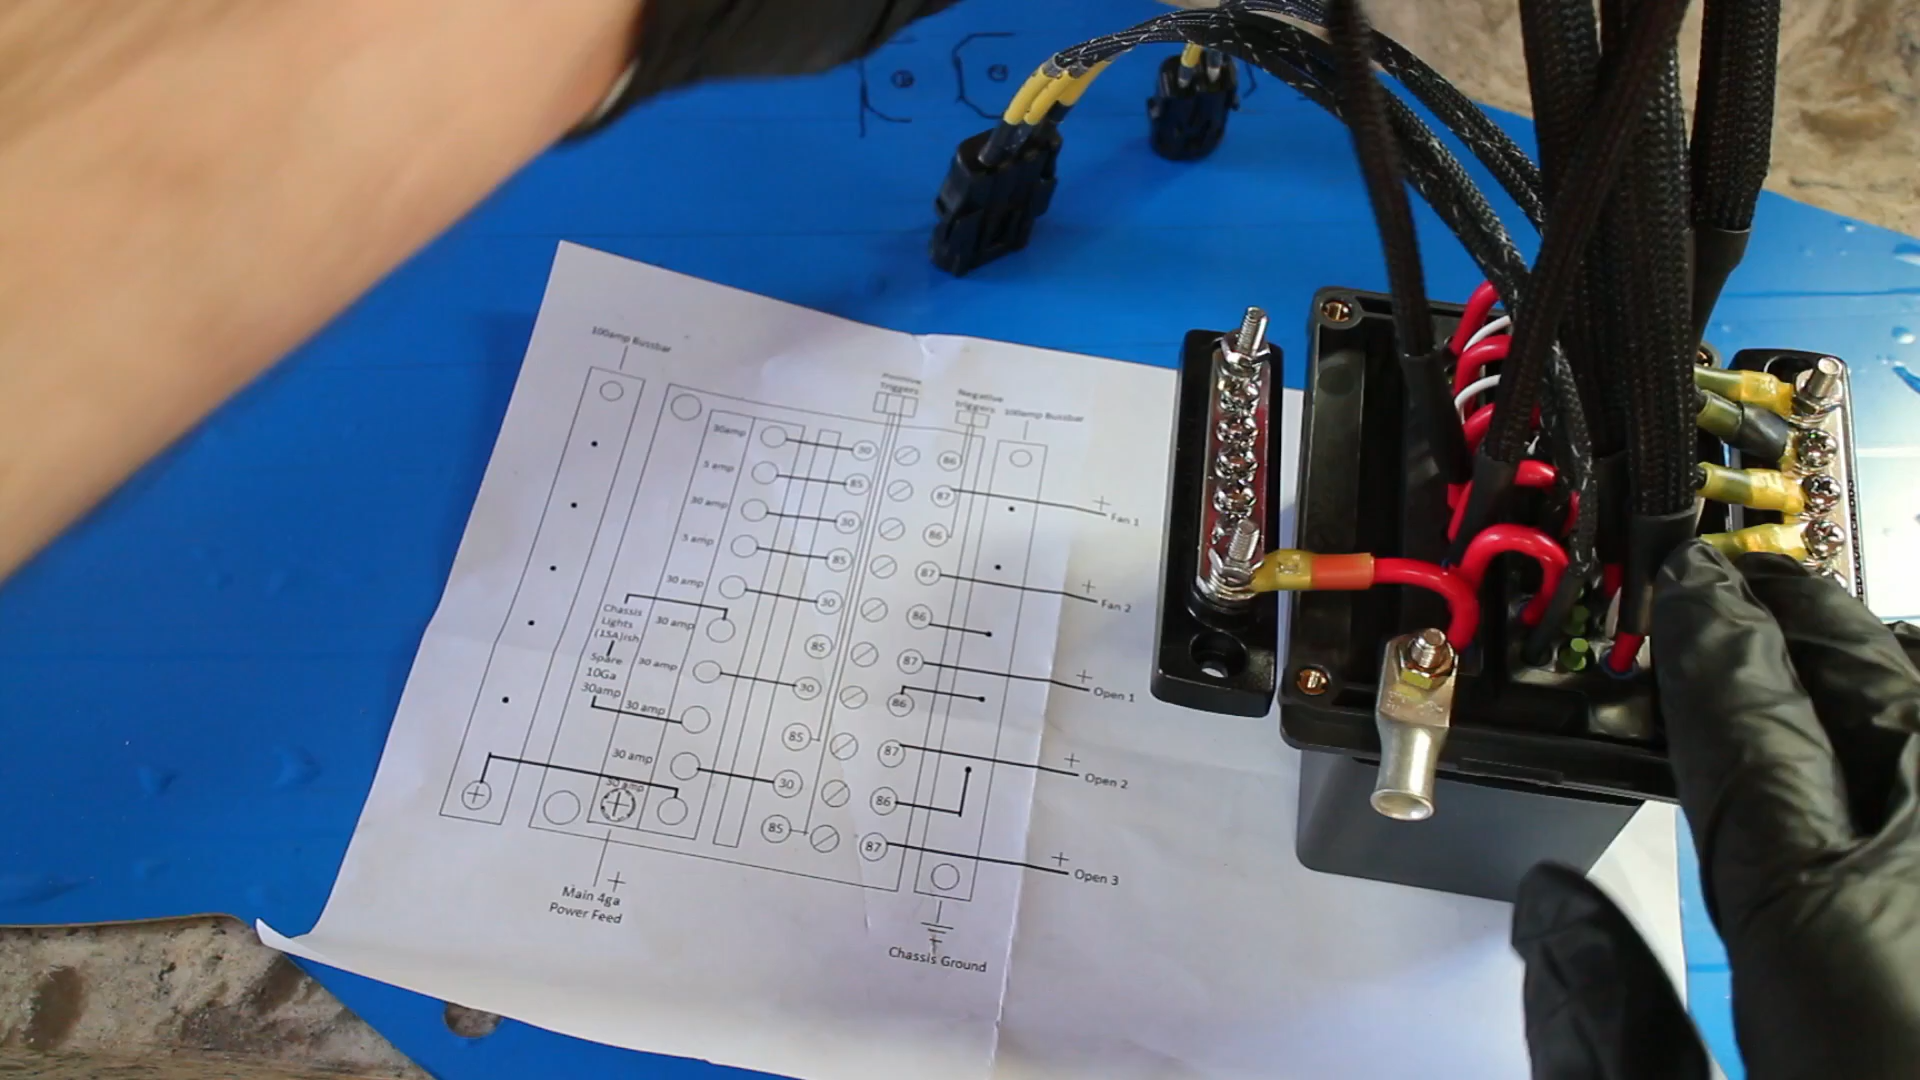 100amp Bussbar
Positive
Triggers
Negative
triggers
100amp Bussbar
30amp
30
86
5 amp
85
87
+
Fan 1
30 amp
30
86
5 amp
85
87
+
Fan 2
30 amp
30
86
Chassis
Lights
(15A)ish
30 amp
85
87
+
Open 1
Spare
10Ga
30amp
30 amp
30
86
30 amp
85
87
+
Open 2
30 amp
30
86
30 amp
85
87
+
Open 3
+
+
+
Main 4ga
Power Feed
Chassis Ground